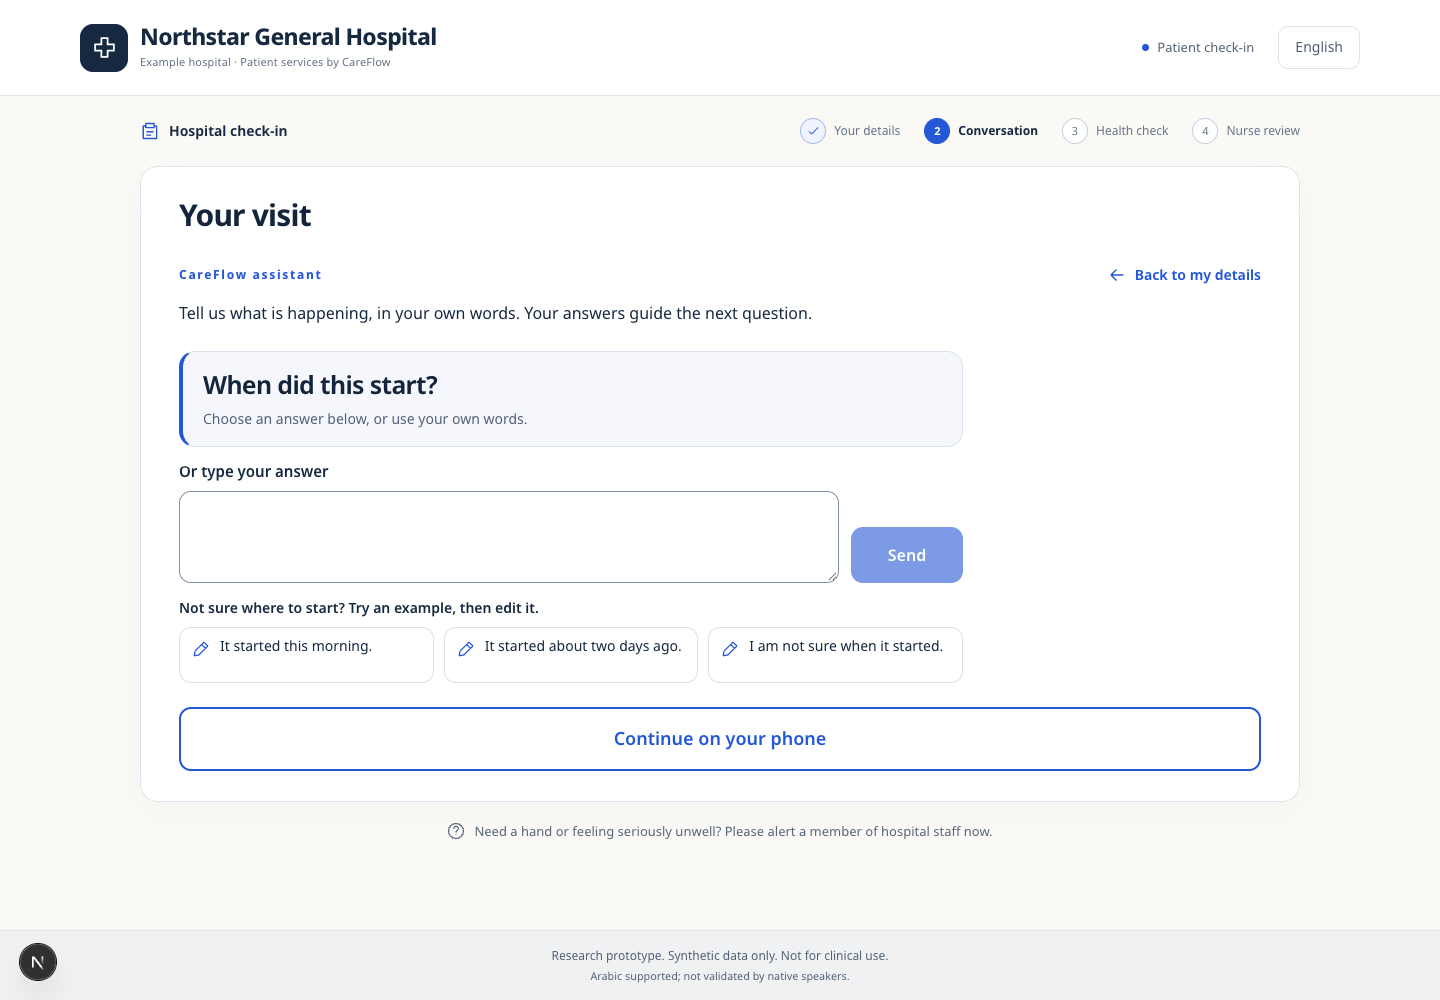 Northstar General Hospital
Example hospital · Patient services by CareFlow
Patient check-in
English
Hospital check-in
Your details
2 Conversation
3 Health check
4 Nurse review
Your visit
CareFlow assistant
Back to my details
Tell us what is happening, in your own words. Your answers guide the next question.
When did this start?
Choose an answer below, or use your own words.
Or type your answer
Send
Not sure where to start? Try an example, then edit it.
It started this morning.
It started about two days ago.
I am not sure when it started.
Continue on your phone
Need a hand or feeling seriously unwell? Please alert a member of hospital staff now.
Research prototype. Synthetic data only. Not for clinical use.
Arabic supported; not validated by native speakers.
N